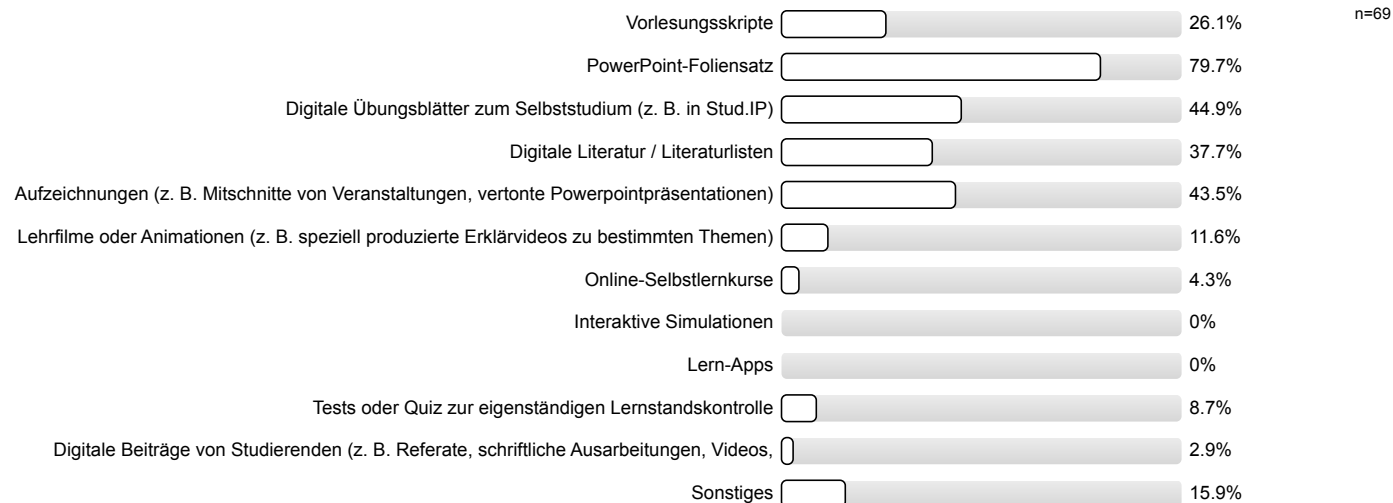 n=69
Vorlesungsskripte 26.1%
PowerPoint-Foliensatz 79.7%
Digitale Übungsblätter zum Selbststudium (z. B. in Stud.IP) 44.9%
Digitale Literatur / Literaturlisten 37.7%
Aufzeichnungen (z. B. Mitschnitte von Veranstaltungen, vertonte Powerpointpräsentationen) 43.5%
Lehrfilme oder Animationen (z. B. speziell produzierte Erklärvideos zu bestimmten Themen) 11.6%
Online-Selbstlernkurse 4.3%
Interaktive Simulationen 0%
Lern-Apps 0%
Tests oder Quiz zur eigenständigen Lernstandskontrolle 8.7%
Digitale Beiträge von Studierenden (z. B. Referate, schriftliche Ausarbeitungen, Videos, 2.9%
Sonstiges 15.9%